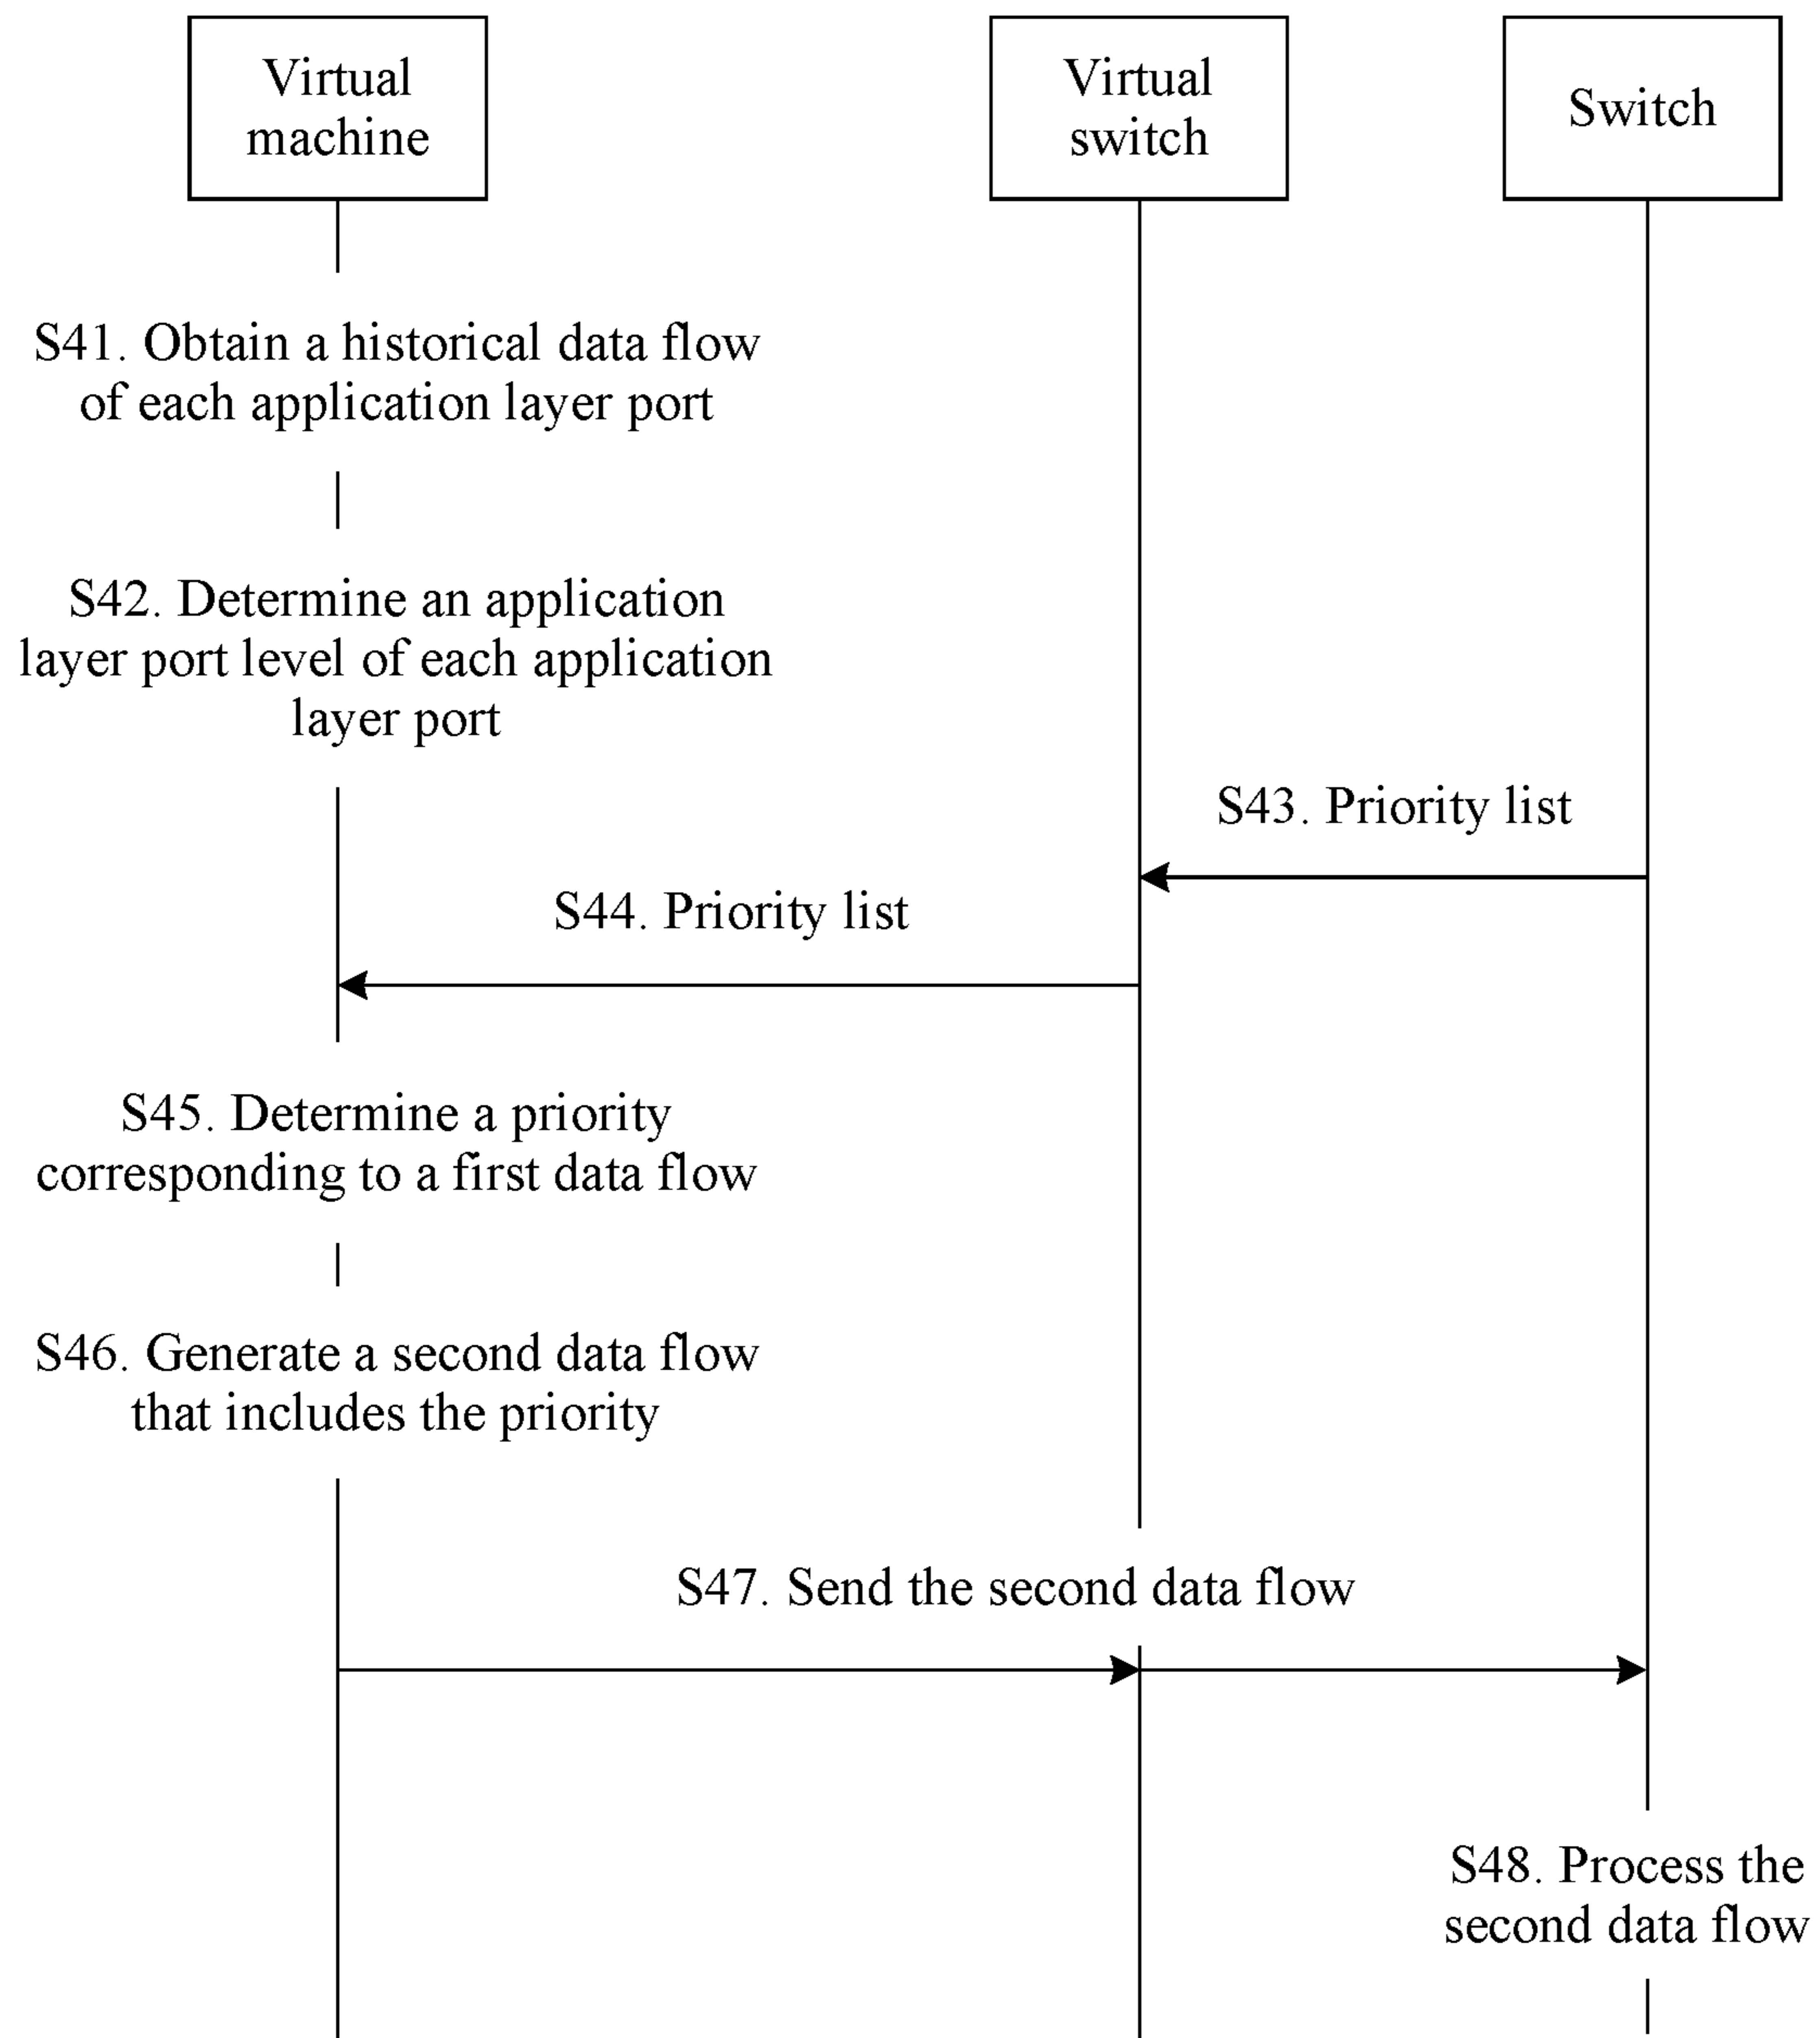 Virtual
machine
Virtual
switch
Switch
S41. Obtain a historical data flow
of each application layer port
S42. Determine an application
layer port level of each application
layer port
S43. Priority list
S44. Priority list
S45. Determine a priority
corresponding to a first data flow
S46. Generate a second data flow
that includes the priority
S47. Send the second data flow
S48. Process the
second data flow